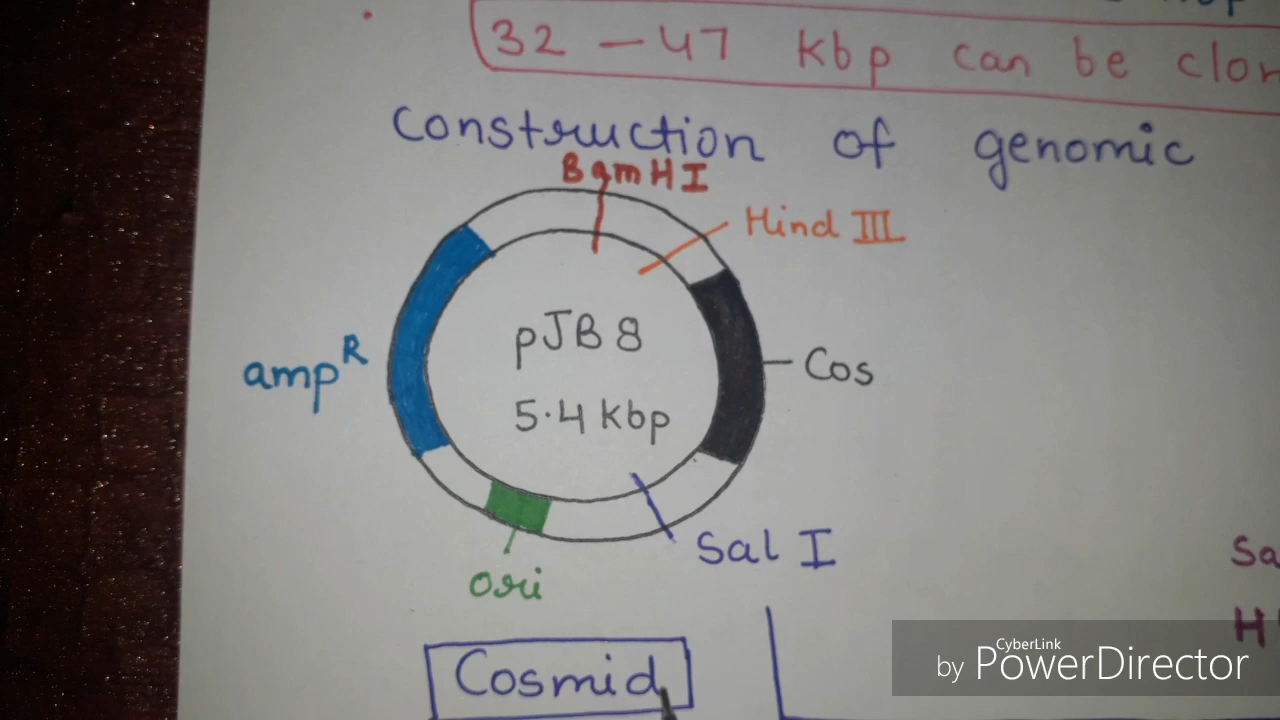 32 – 47 kbp can be clon
Construction of genomic
BamHI
Hind III
pJB8
5.4 kbp
ampR
Cos
Sal I
ori
Sa
H
Cosmid
CyberLink
by PowerDirector